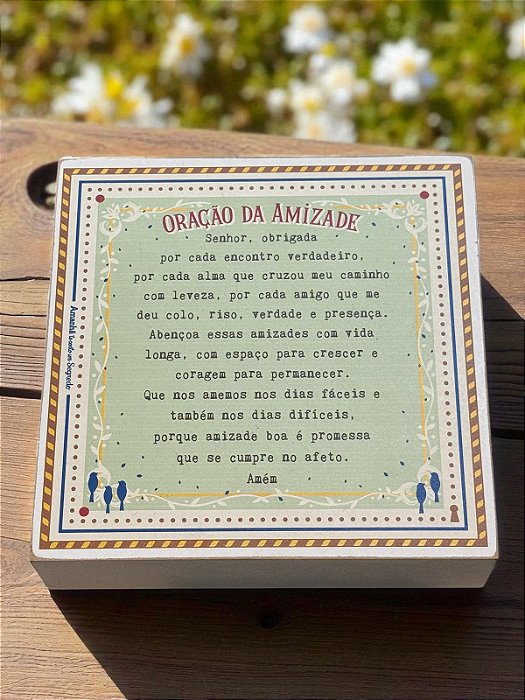 ORAÇÃO DA AMIZADE
Senhor, obrigada
por cada encontro verdadeiro,
por cada alma que cruzou meu caminho
com leveza, por cada amigo que me
deu colo, riso, verdade e presença.
Abençoa essas amizades com vida
longa, com espaço para crescer e
coragem para permanecer.
Que nos amemos nos dias fáceis e
também nos dias difíceis,
porque amizade boa é promessa
que se cumpre no afeto.
Amém